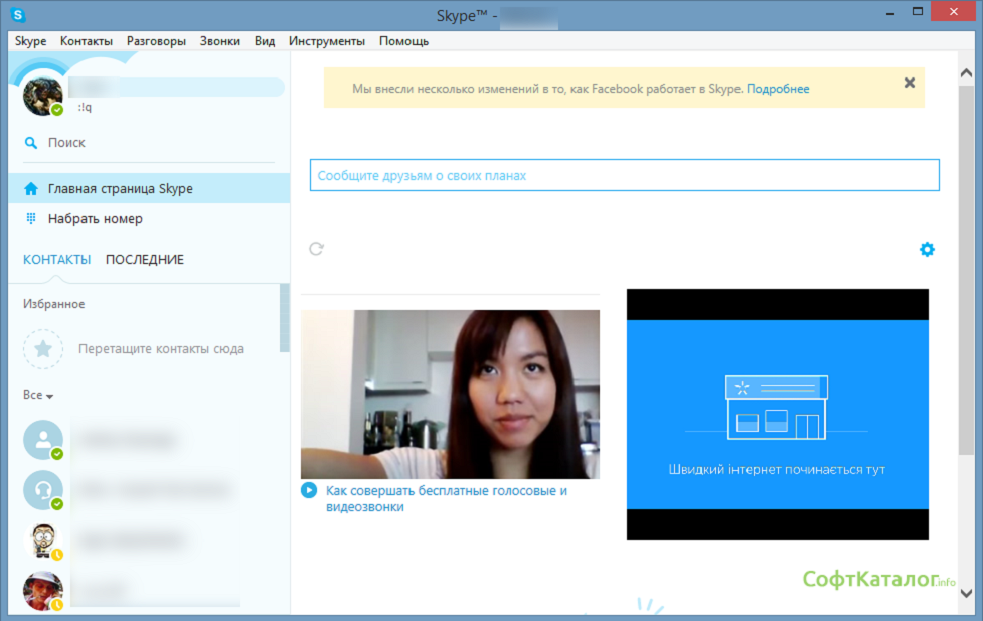 Skype™ -
Skype Контакты Разговоры Звонки Вид Инструменты Помощь
:!q
Поиск
Главная страница Skype
Набрать номер
КОНТАКТЫ ПОСЛЕДНИЕ
Избранное
Перетащите контакты сюда
Все
Мы внесли несколько изменений в то, как Facebook работает в Skype. Подробнее
Сообщите друзьям о своих планах
Как совершать бесплатные голосовые и
видеозвонки
Швидкий інтернет починається тут
СофтКаталог.info